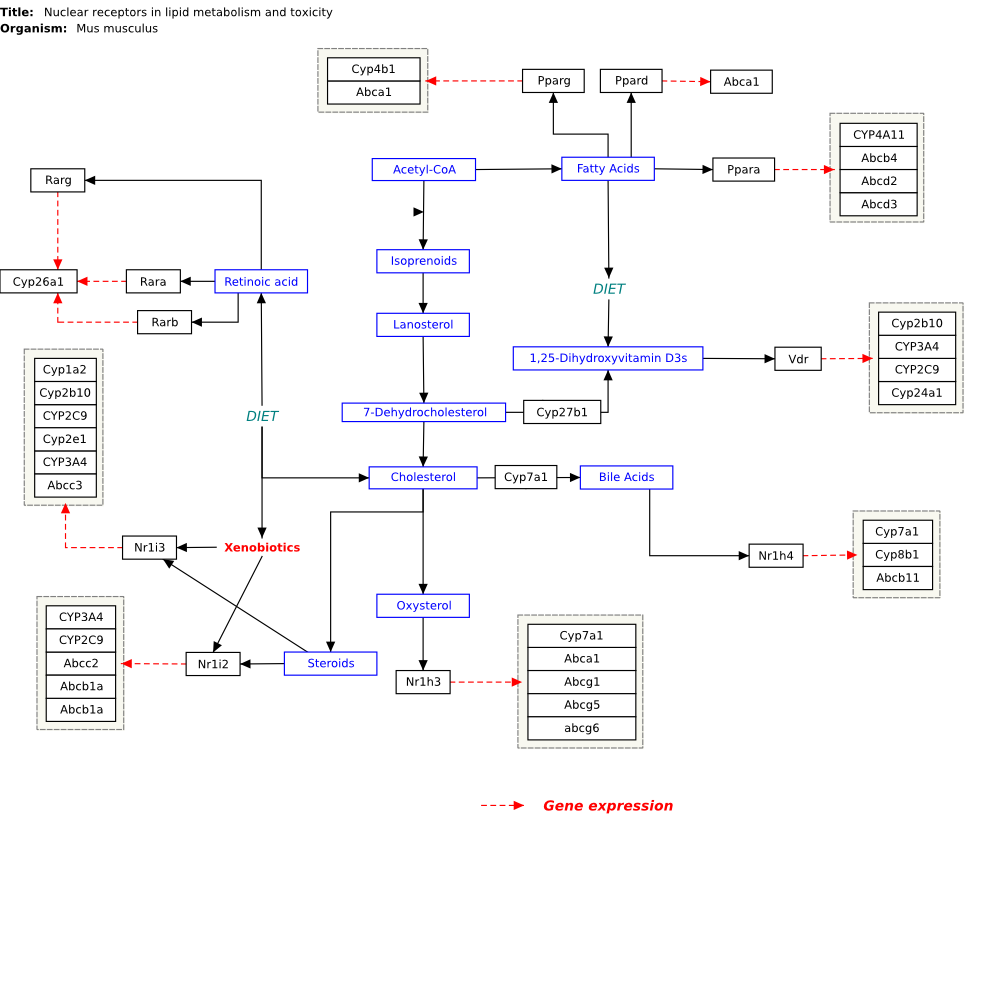 Title: Nuclear receptors in lipid metabolism and toxicity
Organism: Mus musculus
Cyp4b1
Abca1
Pparg
Ppard
Abca1
CYP4A11
Abcb4
Abcd2
Abcd3
Acetyl-CoA
Fatty Acids
Ppara
Rarg
Isoprenoids
Cyp26a1
Rara
Retinoic acid
DIET
Rarb
Lanosterol
Cyp2b10
CYP3A4
CYP2C9
Cyp24a1
1,25-Dihydroxyvitamin D3s
Vdr
Cyp1a2
Cyp2b10
CYP2C9
Cyp2e1
CYP3A4
Abcc3
DIET
7-Dehydrocholesterol
Cyp27b1
Cholesterol
Cyp7a1
Bile Acids
Nr1i3
Xenobiotics
Nr1h4
Cyp7a1
Cyp8b1
Abcb11
CYP3A4
CYP2C9
Abcc2
Abcb1a
Abcb1a
Nr1i2
Steroids
Oxysterol
Nr1h3
Cyp7a1
Abca1
Abcg1
Abcg5
abcg6
Gene expression